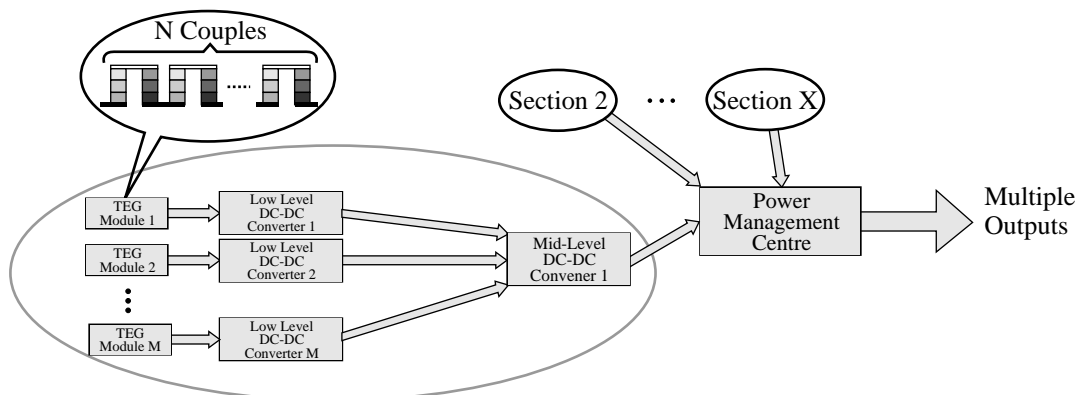 N Couples
Section 2
...
Section X
TEG
Module 1
Low Level
DC-DC
Converter 1
Power
Management
Centre
Multiple
Outputs
TEG
Module 2
Low Level
DC-DC
Converter 2
Mid-Level
DC-DC
Convener 1
TEG
Module M
Low Level
DC-DC
Converter M